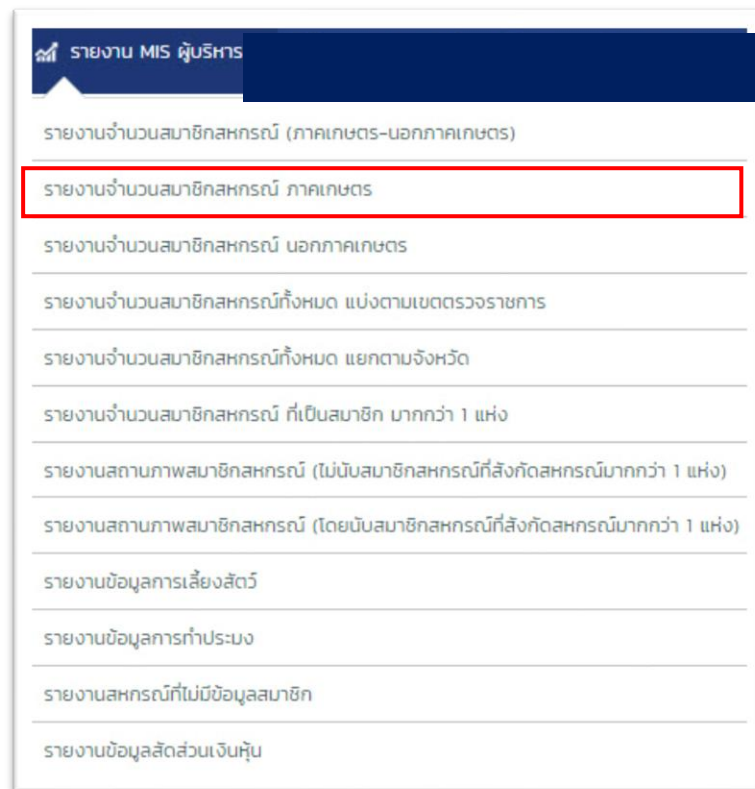 รายงาน MIS ผู้บริหาร
รายงานจำนวนสมาชิกสหกรณ์ (ภาคเกษตร-นอกภาคเกษตร)
รายงานจำนวนสมาชิกสหกรณ์ ภาคเกษตร
รายงานจำนวนสมาชิกสหกรณ์ นอกภาคเกษตร
รายงานจำนวนสมาชิกสหกรณ์ทั้งหมด แบ่งตามเขตตรวจราชการ
รายงานจำนวนสมาชิกสหกรณ์ทั้งหมด แยกตามจังหวัด
รายงานจำนวนสมาชิกสหกรณ์ ที่เป็นสมาชิก มากกว่า 1 แห่ง
รายงานสถานภาพสมาชิกสหกรณ์ (ไม่นับสมาชิกสหกรณ์ที่สังกัดสหกรณ์มากกว่า 1 แห่ง)
รายงานสถานภาพสมาชิกสหกรณ์ (โดยนับสมาชิกสหกรณ์ที่สังกัดสหกรณ์มากกว่า 1 แห่ง)
รายงานข้อมูลการเลี้ยงสัตว์
รายงานข้อมูลการทำประมง
รายงานสหกรณ์ที่ไม่มีข้อมูลสมาชิก
รายงานข้อมูลสัดส่วนเงินหุ้น